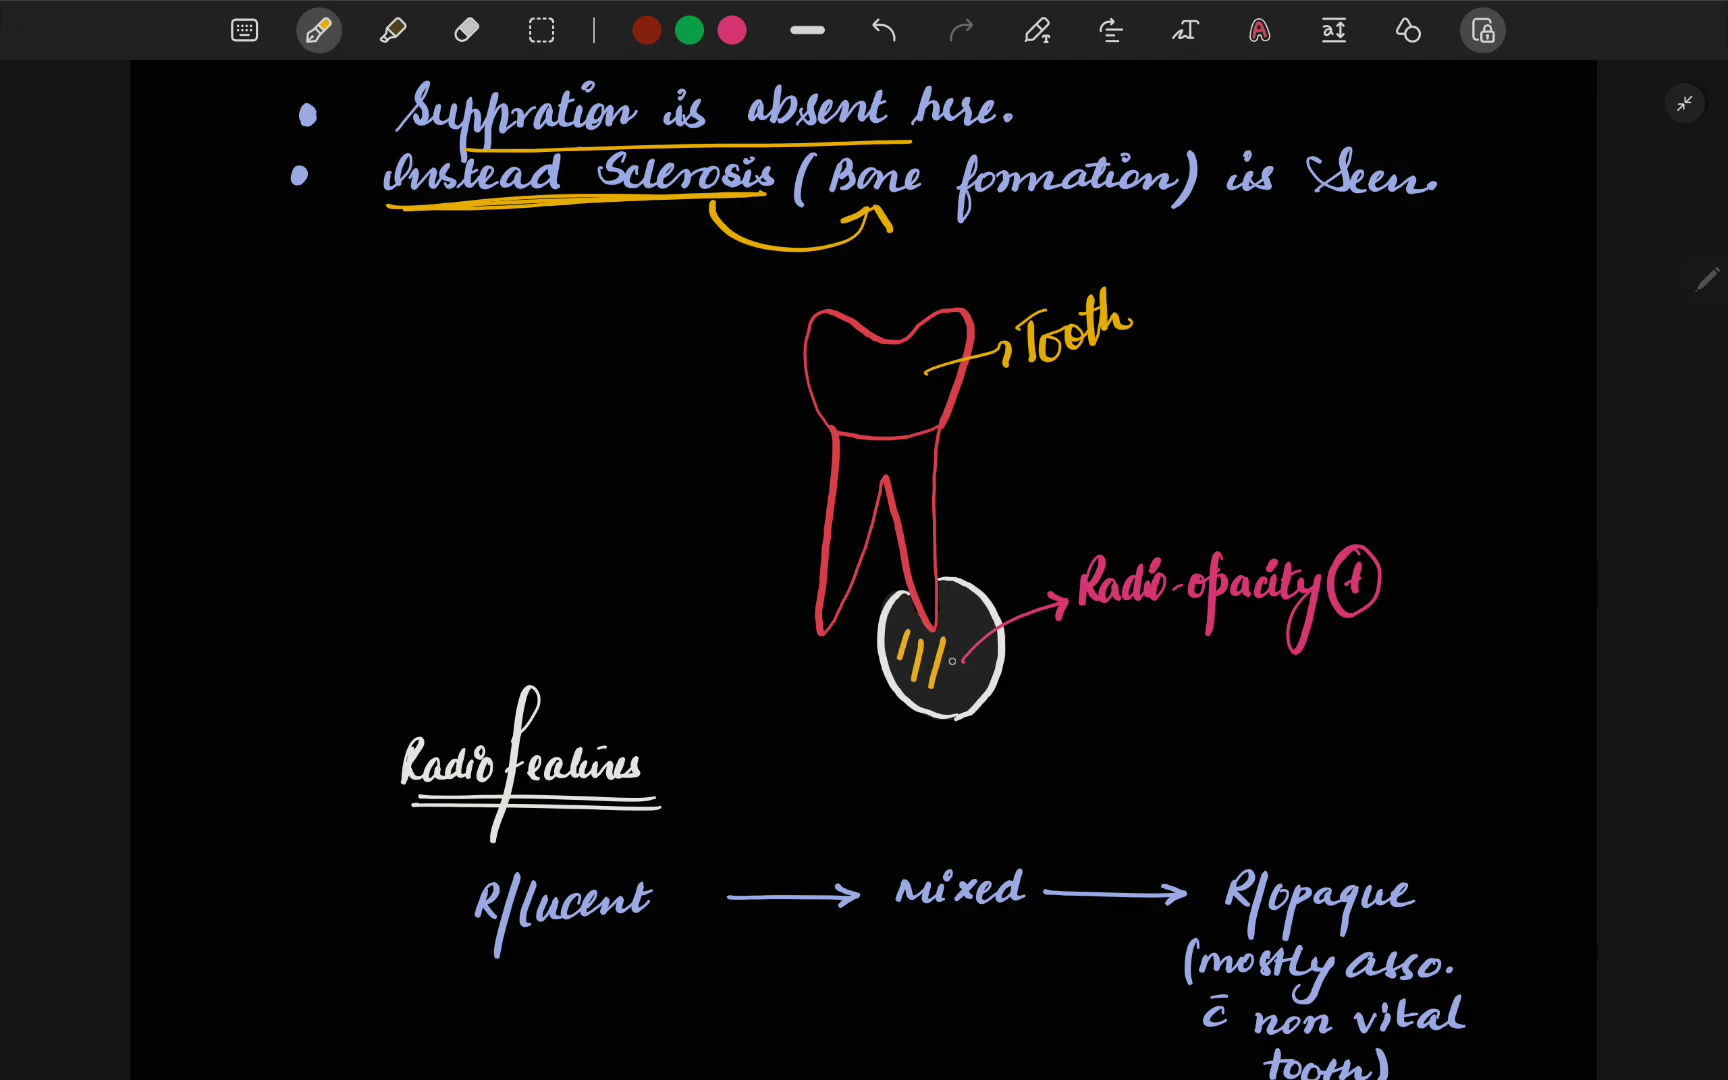 Suppration is absent here.
Instead Sclerosis (Bone formation) is Seen.
Tooth
Radio-opacity +
Radio features
R/lucent → Mixed → R/opaque
(mostly asso.
c̄ non vital
tooth)